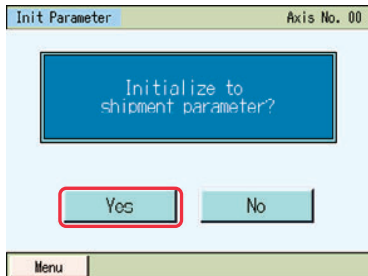 Init Parameter Axis No. 00
Initialize to
shipment parameter?
Yes No
Menu